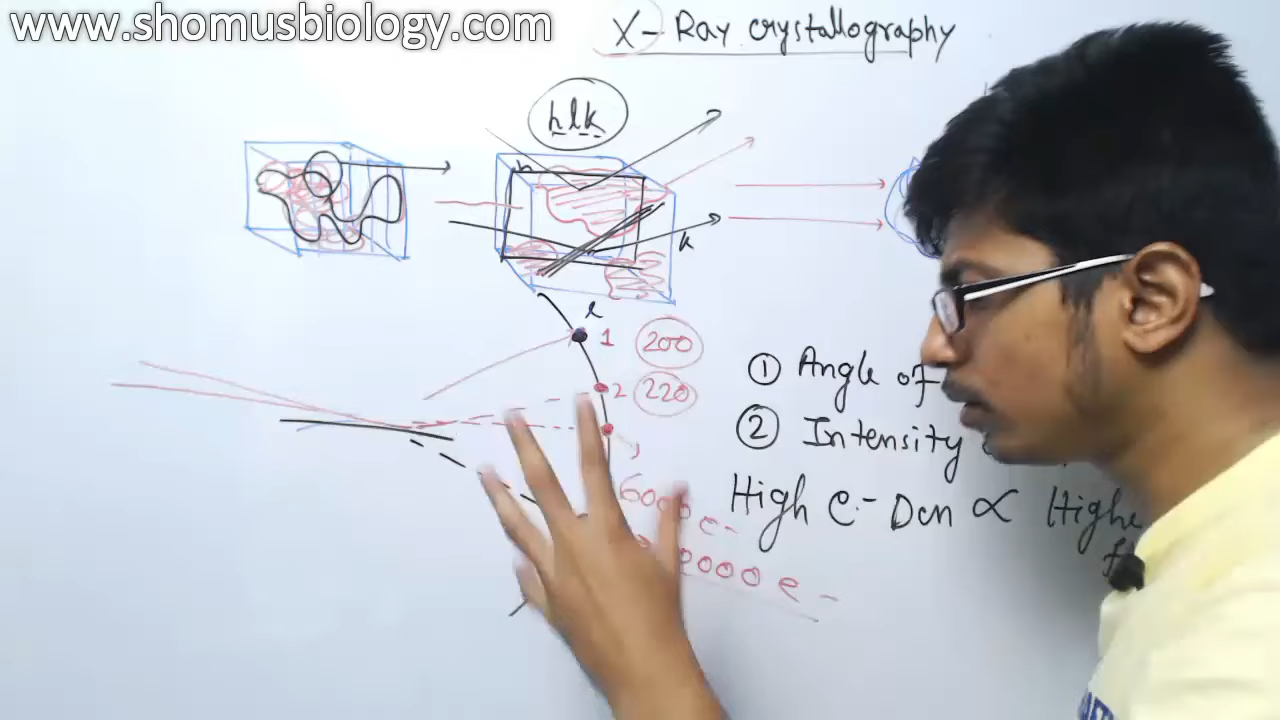 www.shomusbiology.com
X-Ray crystallography
hlk
h
k
l
1 200
2 220
① Angle of
② Intensity
6000 e-
High e-- Den ∝ Highe
2000 e-